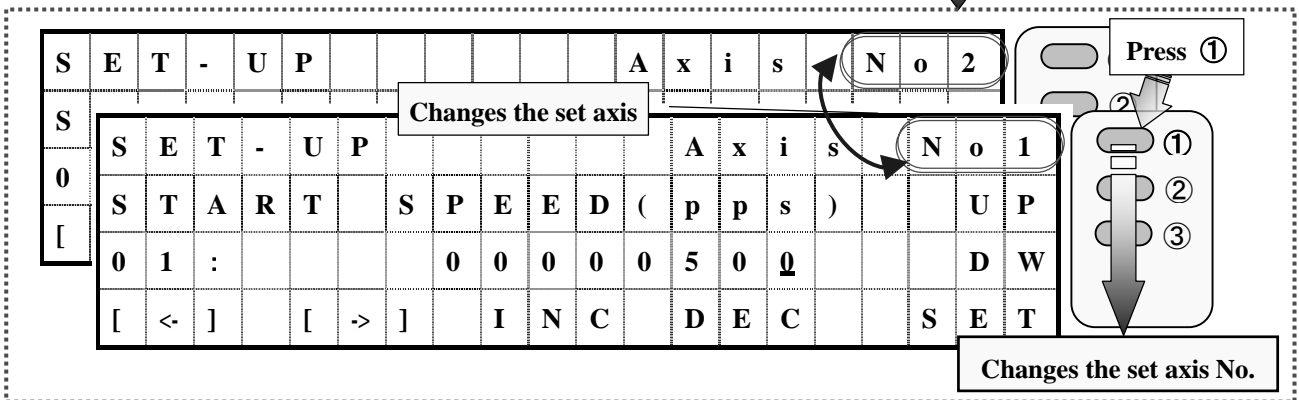 SET-UP Axis No2
Press ①
②
S
0
[
Changes the set axis
SET-UP Axis No1
①
START SPEED(pps) UP
②
01: 00000500 DW
③
[<-] [->] INC DEC SET
Changes the set axis No.